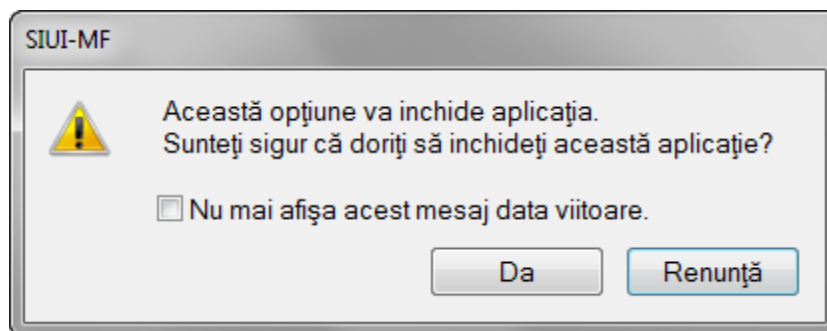 SIUI-MF
Această opţiune va inchide aplicaţia.
Sunteţi sigur că doriţi să inchideţi această aplicaţie?
Nu mai afişa acest mesaj data viitoare.
Da
Renunţă